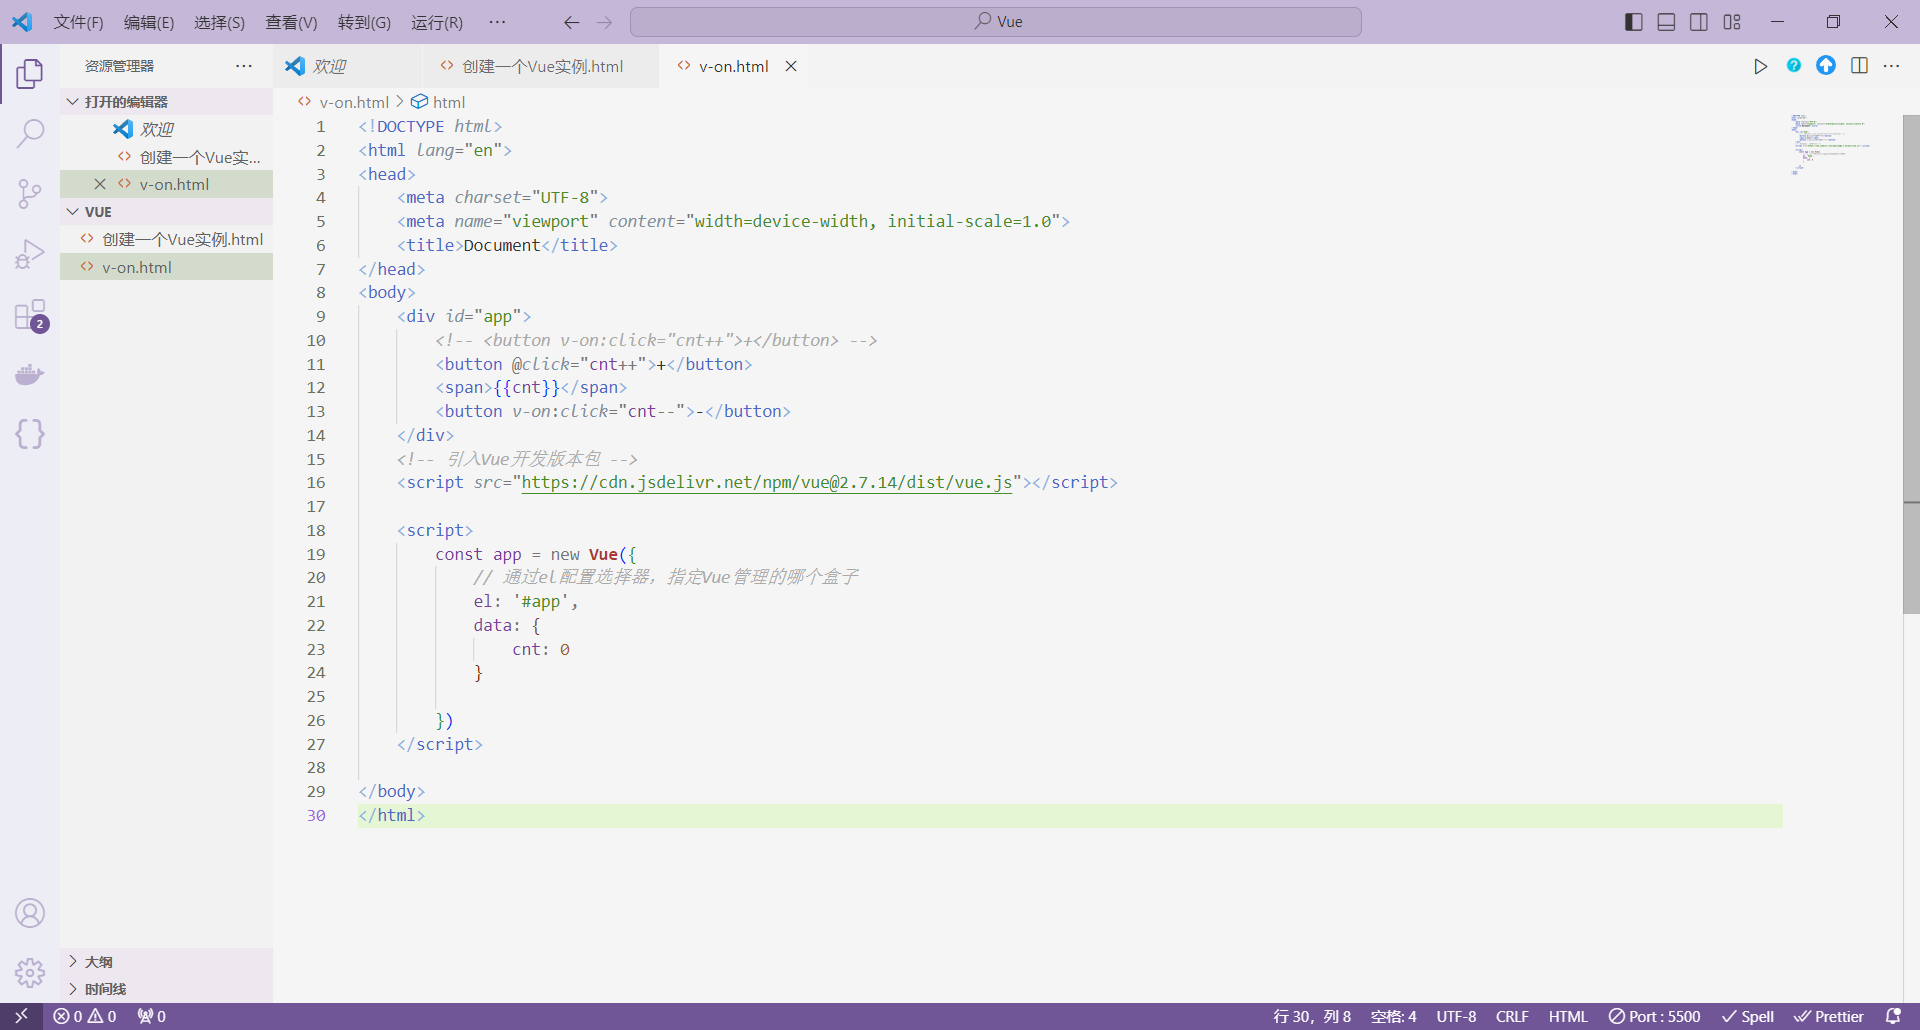 文件(F) 编辑(E) 选择(S) 查看(V) 转到(G) 运行(R) ··· Vue
资源管理器 ···
欢迎 创建一个Vue实例.html v-on.html
打开的编辑器
欢迎
创建一个Vue实...
v-on.html
VUE
创建一个Vue实例.html
v-on.html
2
大纲
时间线
v-on.html > html
1 <!DOCTYPE html>
2 <html lang="en">
3 <head>
4 <meta charset="UTF-8">
5 <meta name="viewport" content="width=device-width, initial-scale=1.0">
6 <title>Document</title>
7 </head>
8 <body>
9 <div id="app">
10 <!-- <button v-on:click="cnt++">+</button> -->
11 <button @click="cnt++">+</button>
12 <span>{{cnt}}</span>
13 <button v-on:click="cnt--">-</button>
14 </div>
15 <!-- 引入Vue开发版本包 -->
16 <script src="https://cdn.jsdelivr.net/npm/vue@2.7.14/dist/vue.js"></script>
17
18 <script>
19 const app = new Vue({
20 // 通过el配置选择器，指定Vue管理的哪个盒子
21 el: '#app',
22 data: {
23 cnt: 0
24 }
25
26 })
27 </script>
28
29 </body>
30 </html>
0 0 0 行 30，列 8 空格: 4 UTF-8 CRLF HTML Port : 5500 Spell Prettier